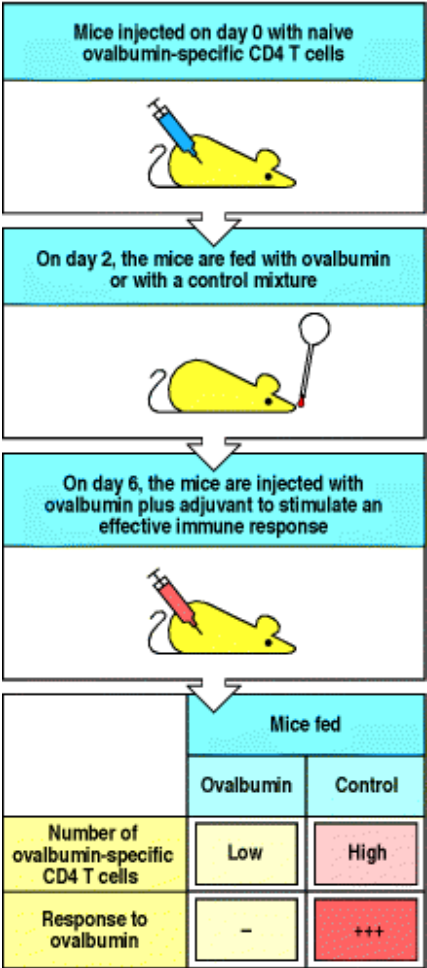 Mice injected on day 0 with naive
ovalbumin-specific CD4 T cells
On day 2, the mice are fed with ovalbumin
or with a control mixture
On day 6, the mice are injected with
ovalbumin plus adjuvant to stimulate an
effective immune response
Mice fed
Ovalbumin
Control
Number of
ovalbumin-specific
CD4 T cells
Low
High
Response to
ovalbumin
–
+++